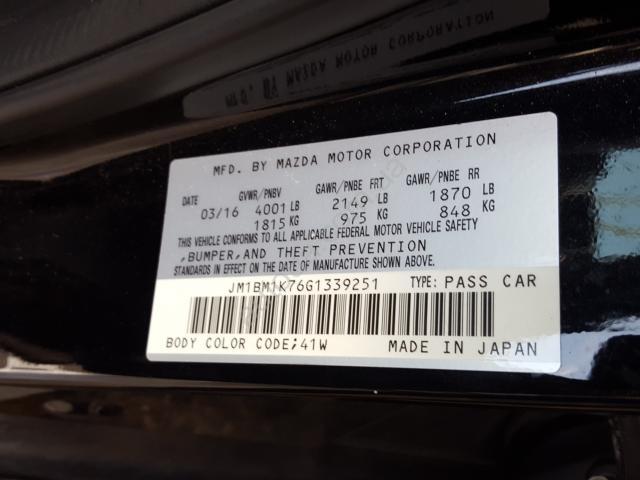 MFD. BY MAZDA MOTOR CORPORATION
GVWR/PNBV GAWR/PNBE FRT GAWR/PNBE RR
03/16 4001 LB 2149 LB 1870 LB
1815 KG 975 KG 848 KG
THIS VEHICLE CONFORMS TO ALL APPLICABLE FEDERAL MOTOR VEHICLE SAFETY
,BUMPER,AND THEFT PREVENTION
STANDARDS IN EFFECT ON THE DATE OF MANUFACTURE SHOWN ABOVE.
JM1BM1K76G1339251 TYPE: PASS CAR
BODY COLOR CODE;41W MADE IN JAPAN